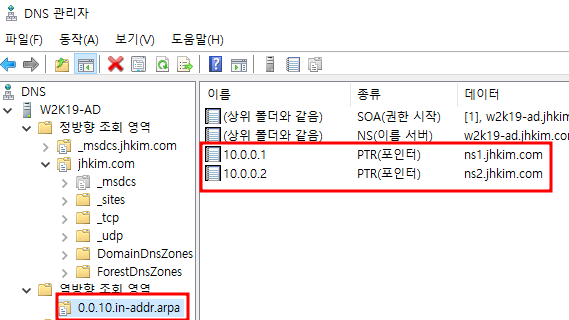 DNS 관리자
파일(F) 동작(A) 보기(V) 도움말(H)
DNS
W2K19-AD
정방향 조회 영역
_msdcs.jhkim.com
jhkim.com
_msdcs
_sites
_tcp
_udp
DomainDnsZones
ForestDnsZones
역방향 조회 영역
0.0.10.in-addr.arpa
이름 종류 데이터
(상위 폴더와 같음) SOA(권한 시작) [1], w2k19-ad.jhkim
(상위 폴더와 같음) NS(이름 서버) w2k19-ad.jhkim.com
10.0.0.1 PTR(포인터) ns1.jhkim.com
10.0.0.2 PTR(포인터) ns2.jhkim.com